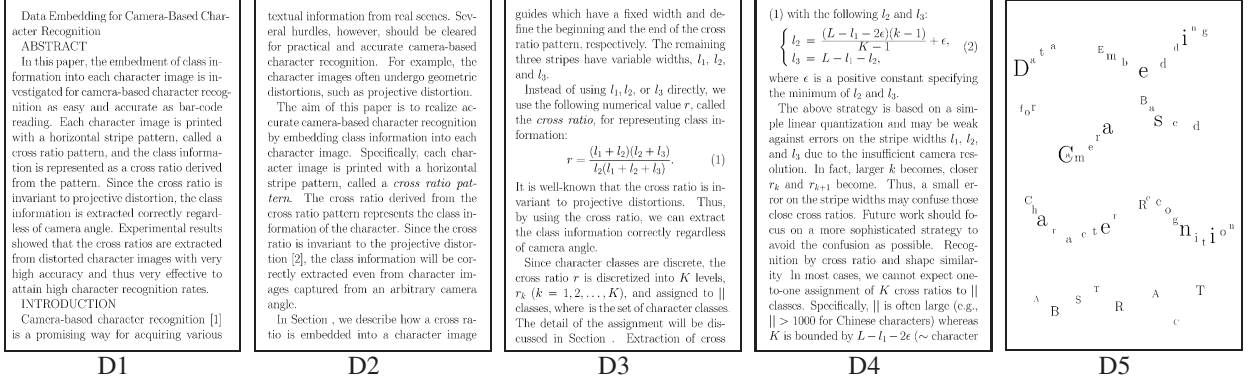 Data Embedding for Camera-Based Char-
acter Recognition
ABSTRACT
In this paper, the embedment of class in-
formation into each character image is in-
vestigated for camera-based character recog-
nition as easy and accurate as bar-code
reading. Each character image is printed
with a horizontal stripe pattern, called a
cross ratio pattern, and the class informa-
tion is represented as a cross ratio derived
from the pattern. Since the cross ratio is
invariant to projective distortion, the class
information is extracted correctly regard-
less of camera angle. Experimental results
showed that the cross ratios are extracted
from distorted character images with very
high accuracy and thus very effective to
attain high character recognition rates.
INTRODUCTION
Camera-based character recognition [1]
is a promising way for acquiring various
D1
textual information from real scenes. Sev-
eral hurdles, however, should be cleared
for practical and accurate camera-based
character recognition. For example, the
character images often undergo geometric
distortions, such as projective distortion.
The aim of this paper is to realize ac-
curate camera-based character recognition
by embedding class information into each
character image. Specifically, each char-
acter image is printed with a horizontal
stripe pattern, called a cross ratio pat-
tern. The cross ratio derived from the
cross ratio pattern represents the class in-
formation of the character. Since the cross
ratio is invariant to the projective distor-
tion [2], the class information will be cor-
rectly extracted even from character im-
ages captured from an arbitrary camera
angle.
In Section , we describe how a cross ra-
tio is embedded into a character image
D2
guides which have a fixed width and de-
fine the beginning and the end of the cross
ratio pattern, respectively. The remaining
three stripes have variable widths, l₁, l₂,
and l₃.
Instead of using l₁, l₂, or l₃ directly, we
use the following numerical value r, called
the cross ratio, for representing class in-
formation:
r = (l₁ + l₂)(l₂ + l₃) / l₂(l₁ + l₂ + l₃). (1)
It is well-known that the cross ratio is in-
variant to projective distortions. Thus,
by using the cross ratio, we can extract
the class information correctly regardless
of camera angle.
Since character classes are discrete, the
cross ratio r is discretized into K levels,
rₖ (k = 1, 2, . . . , K), and assigned to ||
classes, where is the set of character classes.
The detail of the assignment will be dis-
cussed in Section . Extraction of cross
D3
(1) with the following l₂ and l₃:
{ l₂ = (L − l₁ − 2ϵ)(k − 1) / K − 1 + ϵ, (2)
l₃ = L − l₁ − l₂,
where ϵ is a positive constant specifying
the minimum of l₂ and l₃.
The above strategy is based on a sim-
ple linear quantization and may be weak
against errors on the stripe widths l₁, l₂,
and l₃ due to the insufficient camera res-
olution. In fact, larger k becomes, closer
rₖ and rₖ₊₁ become. Thus, a small er-
ror on the stripe widths may confuse those
close cross ratios. Future work should fo-
cus on a more sophisticated strategy to
avoid the confusion as possible. Recog-
nition by cross ratio and shape similar-
ity In most cases, we cannot expect one-
to-one assignment of K cross ratios to ||
classes. Specifically, || is often large (e.g.,
|| > 1000 for Chinese characters) whereas
K is bounded by L − l₁ − 2ϵ (∼ character
D4
Data Embedding
for Camera Based
Character Recognition
ABSTRACT
D5